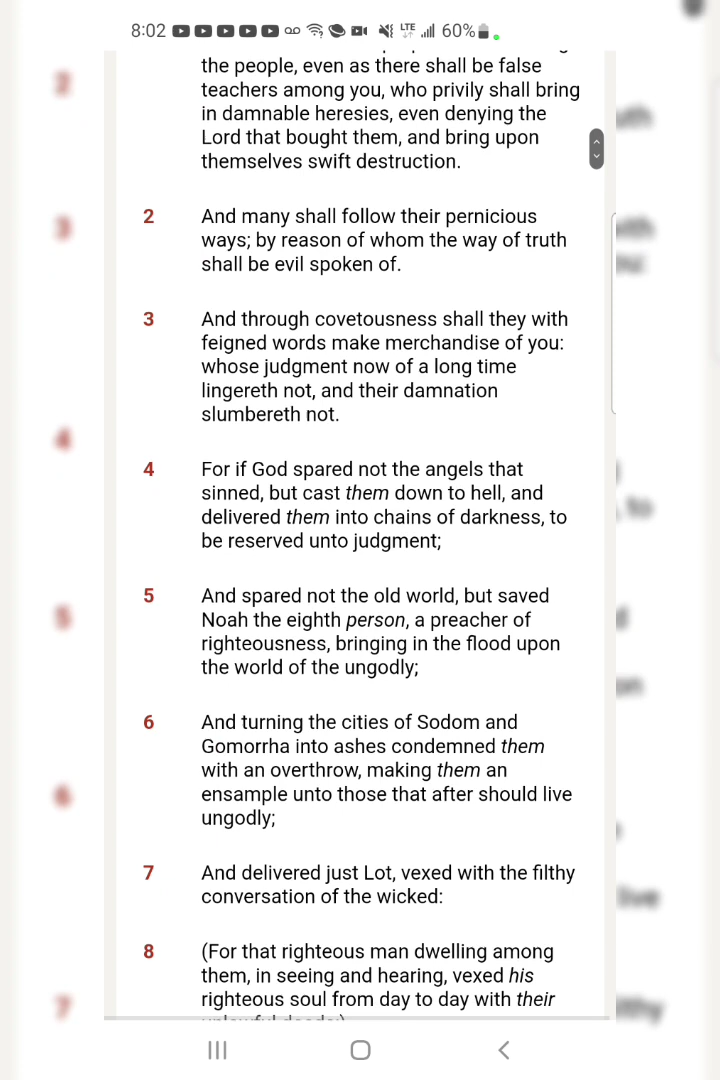 8:02 LTE 60%
the people, even as there shall be false
teachers among you, who privily shall bring
in damnable heresies, even denying the
Lord that bought them, and bring upon
themselves swift destruction.
2 And many shall follow their pernicious
ways; by reason of whom the way of truth
shall be evil spoken of.
3 And through covetousness shall they with
feigned words make merchandise of you:
whose judgment now of a long time
lingereth not, and their damnation
slumbereth not.
4 For if God spared not the angels that
sinned, but cast them down to hell, and
delivered them into chains of darkness, to
be reserved unto judgment;
5 And spared not the old world, but saved
Noah the eighth person, a preacher of
righteousness, bringing in the flood upon
the world of the ungodly;
6 And turning the cities of Sodom and
Gomorrha into ashes condemned them
with an overthrow, making them an
ensample unto those that after should live
ungodly;
7 And delivered just Lot, vexed with the filthy
conversation of the wicked:
8 (For that righteous man dwelling among
them, in seeing and hearing, vexed his
righteous soul from day to day with their